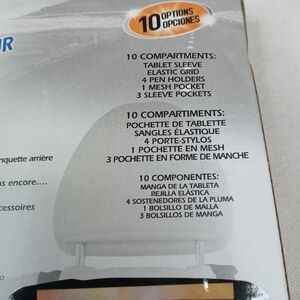 10 OPTIONS
OPCIONES
UR
10 COMPARTMENTS:
TABLET SLEEVE
ELASTIC GRID
4 PEN HOLDERS
1 MESH POCKET
3 SLEEVE POCKETS
10 COMPARTIMENTS:
POCHETTE DE TABLETTE
SANGLES ÉLASTIQUE
4 PORTE-STYLOS
1 POCHETTE EN MESH
3 POCHETTE EN FORME DE MANCHE
nquette arrière
us encore....
cessoires
10 COMPONENTES:
MANGA DE LA TABLETA
REJILLA ELÁSTICA
4 SOSTENEDORES DE LA PLUMA
1 BOLSILLO DE MALLA
3 BOLSILLOS DE MANGA